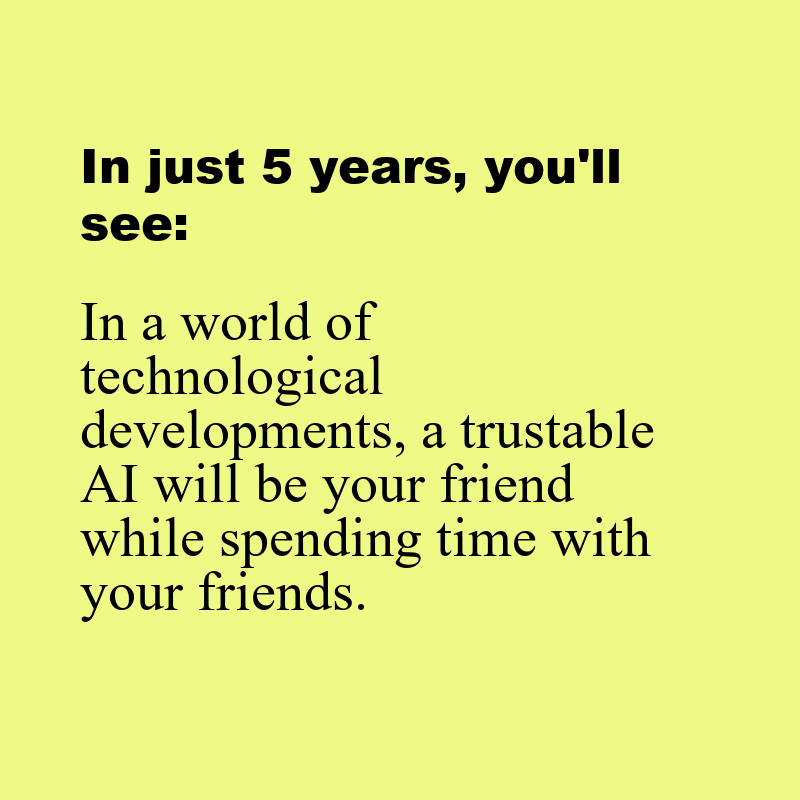 In just 5 years, you'll
see:
In a world of
technological
developments, a trustable
AI will be your friend
while spending time with
your friends.